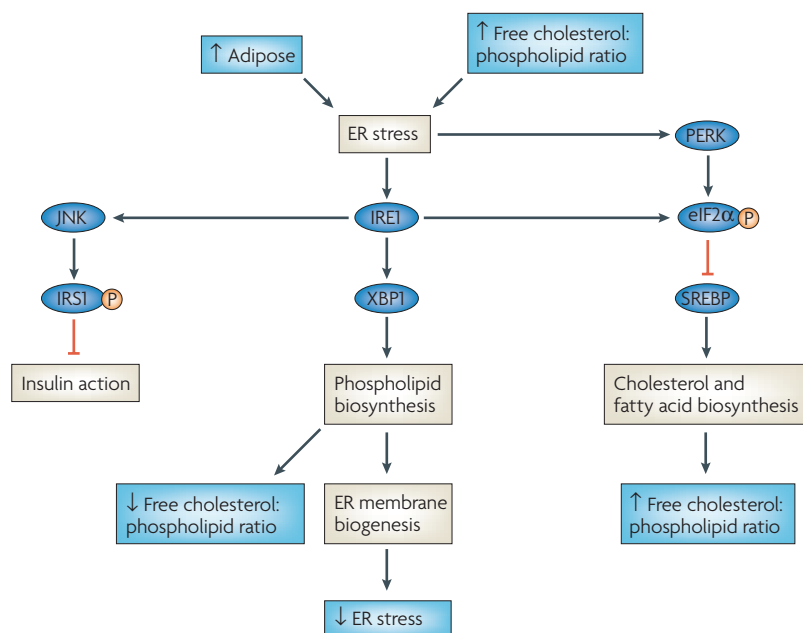 ↑ Adipose
↑ Free cholesterol:
phospholipid ratio
ER stress
PERK
JNK
IRE1
eIF2α
P
IRS1
P
XBP1
SREBP
Insulin action
Phospholipid
biosynthesis
Cholesterol and
fatty acid biosynthesis
↓ Free cholesterol:
phospholipid ratio
ER membrane
biogenesis
↑ Free cholesterol:
phospholipid ratio
↓ ER stress